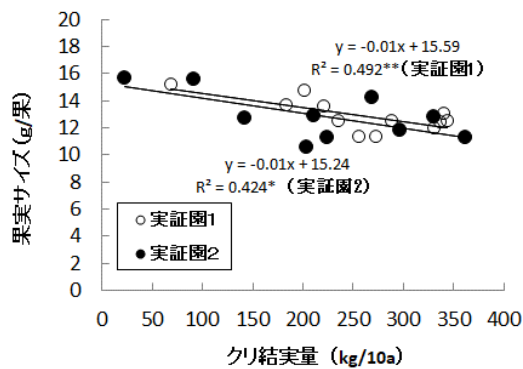 20
18
16
14
12
10
8
6
4
2
0
果実サイズ(g/果)
y = -0.01x + 15.59
R² = 0.492**(実証園1)
y = -0.01x + 15.24
R² = 0.424* (実証園2)
実証園1
実証園2
0 50 100 150 200 250 300 350 400
クリ結実量 (kg/10a)